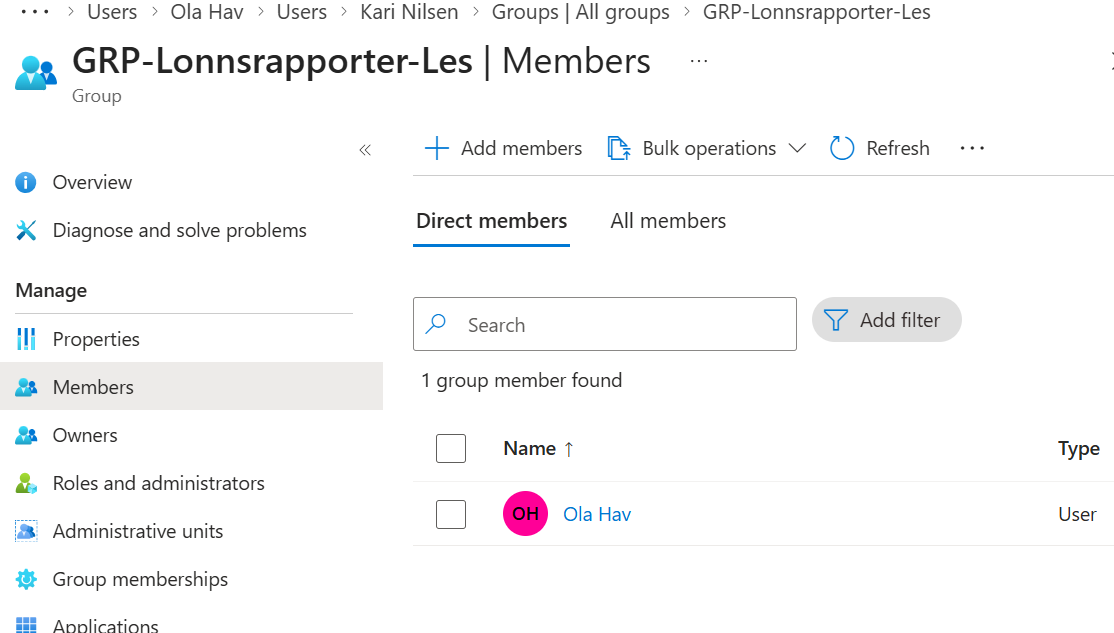 ··· > Users > Ola Hav > Users > Kari Nilsen > Groups | All groups > GRP-Lonnsrapporter-Les
GRP-Lonnsrapporter-Les | Members ···
Group
«
Add members Bulk operations Refresh ···
Overview
Diagnose and solve problems
Manage
Properties
Members
Owners
Roles and administrators
Administrative units
Group memberships
Applications
Direct members All members
Search Add filter
1 group member found
Name ↑ Type
OH Ola Hav User